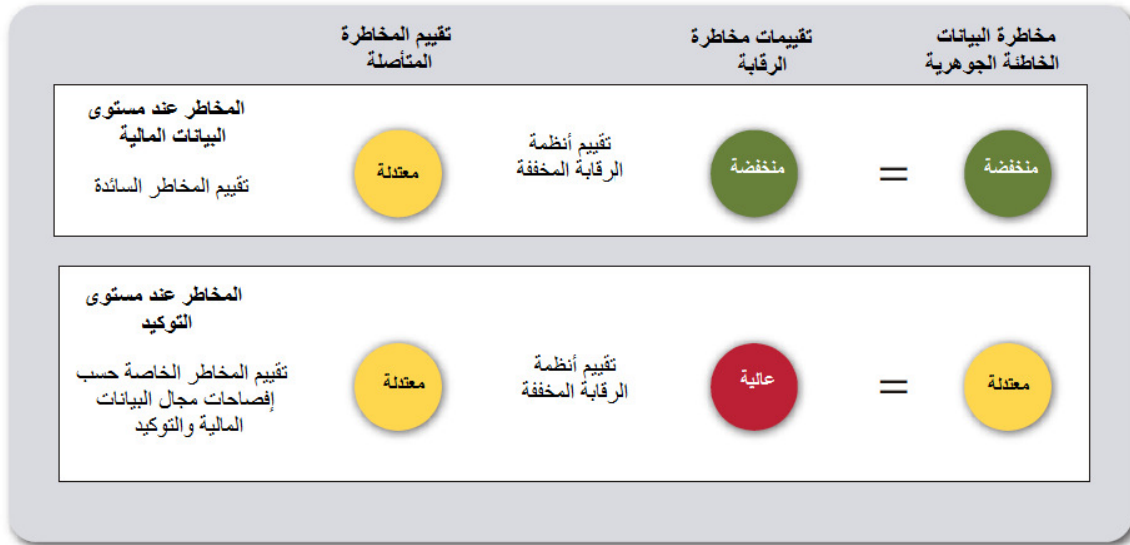 تقييم المخاطرة
المتأصلة
تقييمات مخاطرة
الرقابة
مخاطرة البيانات
الخاطئة الجوهرية
المخاطر عند مستوى
البيانات المالية
تقييم المخاطر السائدة
معتدلة
تقييم أنظمة
الرقابة المخففة
منخفضة
=
منخفضة
المخاطر عند مستوى
التوكيد
تقييم المخاطر الخاصة حسب
إفصاحات مجال البيانات
المالية والتوكيد
معتدلة
تقييم أنظمة
الرقابة المخففة
عالية
=
معتدلة